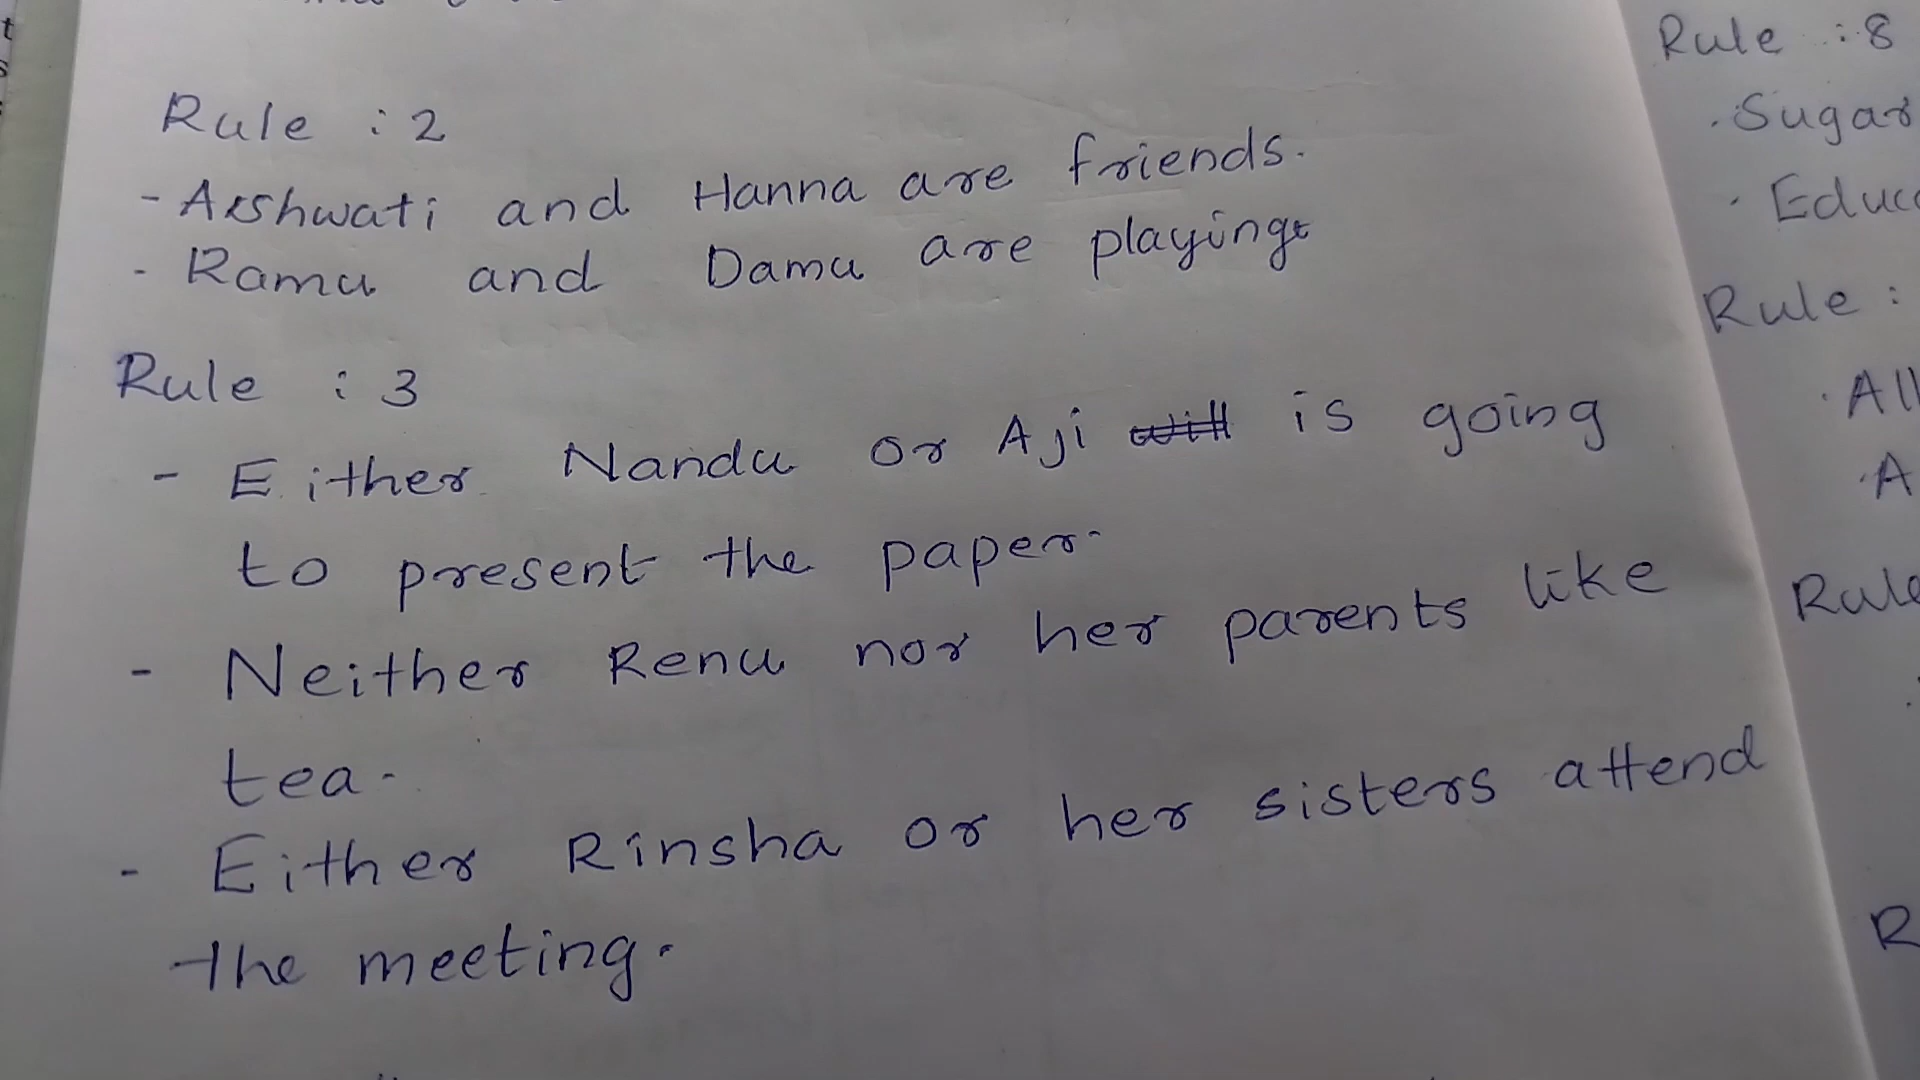 Rule : 2
- Asshwati and Hanna are friends.
- Ramu and Damu are playing.
Rule : 3
- Either Nandu or Aji will is going
to present the paper.
- Neither Renu nor her parents like
tea.
- Either Rinsha or her sisters attend
the meeting.
Rule : 8
. Sugar
. Educ
Rule :
. All
. A
Rule
R